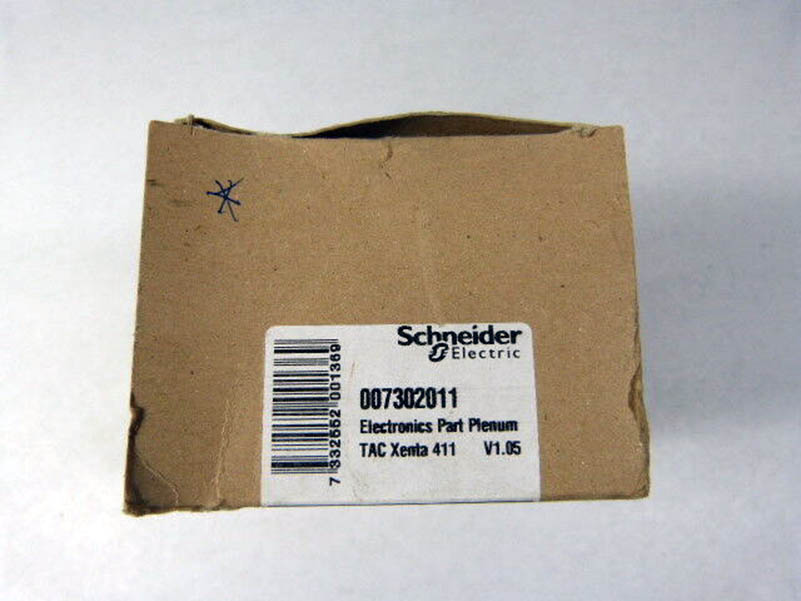 Schneider
Electric
007302011
Electronics Part Plenum
TAC Xenta 411 V1.05
7 332552 001369